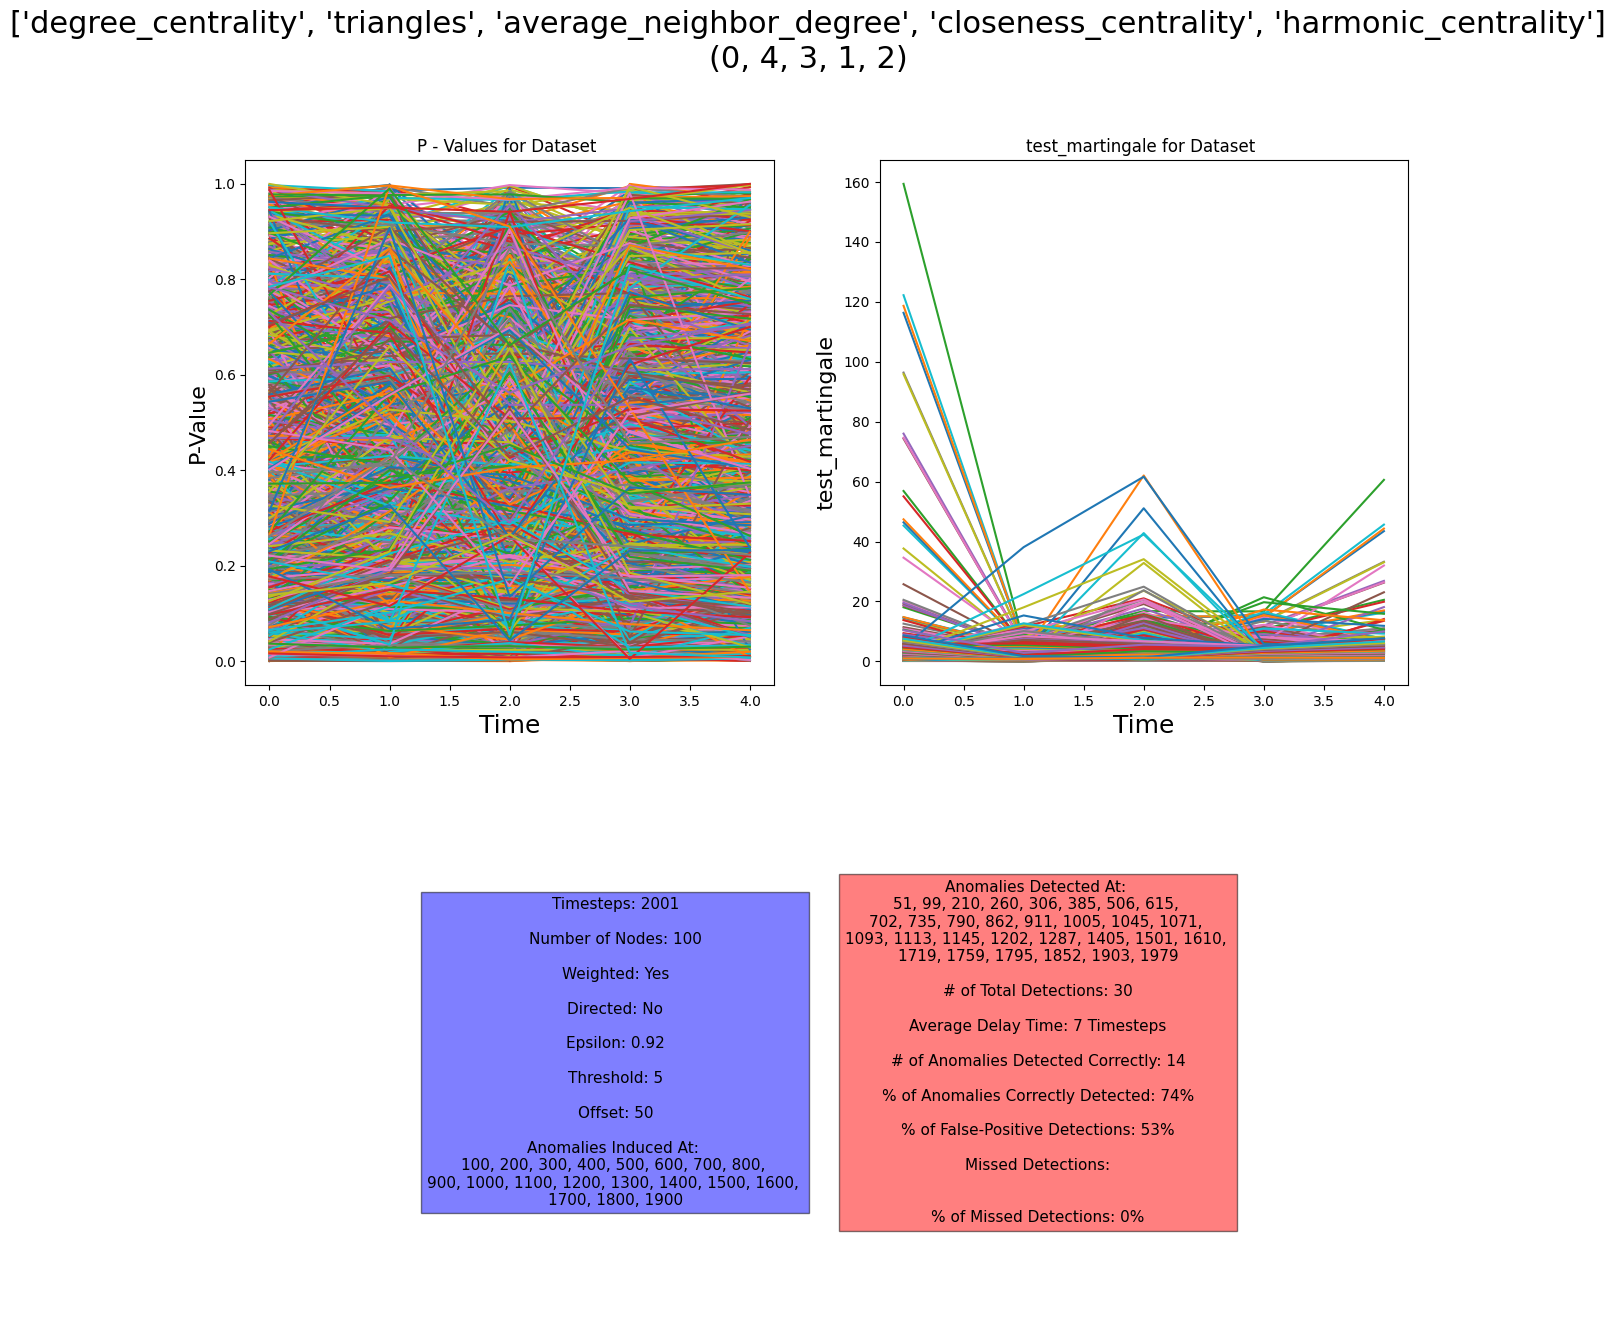 ['degree_centrality', 'triangles', 'average_neighbor_degree', 'closeness_centrality', 'harmonic_centrality']
(0, 4, 3, 1, 2)
P - Values for Dataset
1.0
0.8
0.6
0.4
0.2
0.0
P-Value
0.0 0.5 1.0 1.5 2.0 2.5 3.0 3.5 4.0
Time
test_martingale for Dataset
160
140
120
100
80
60
40
20
0
test_martingale
0.0 0.5 1.0 1.5 2.0 2.5 3.0 3.5 4.0
Time
Timesteps: 2001
Number of Nodes: 100
Weighted: Yes
Directed: No
Epsilon: 0.92
Threshold: 5
Offset: 50
Anomalies Induced At:
100, 200, 300, 400, 500, 600, 700, 800,
900, 1000, 1100, 1200, 1300, 1400, 1500, 1600,
1700, 1800, 1900
Anomalies Detected At:
51, 99, 210, 260, 306, 385, 506, 615,
702, 735, 790, 862, 911, 1005, 1045, 1071,
1093, 1113, 1145, 1202, 1287, 1405, 1501, 1610,
1719, 1759, 1795, 1852, 1903, 1979
# of Total Detections: 30
Average Delay Time: 7 Timesteps
# of Anomalies Detected Correctly: 14
% of Anomalies Correctly Detected: 74%
% of False-Positive Detections: 53%
Missed Detections:
% of Missed Detections: 0%